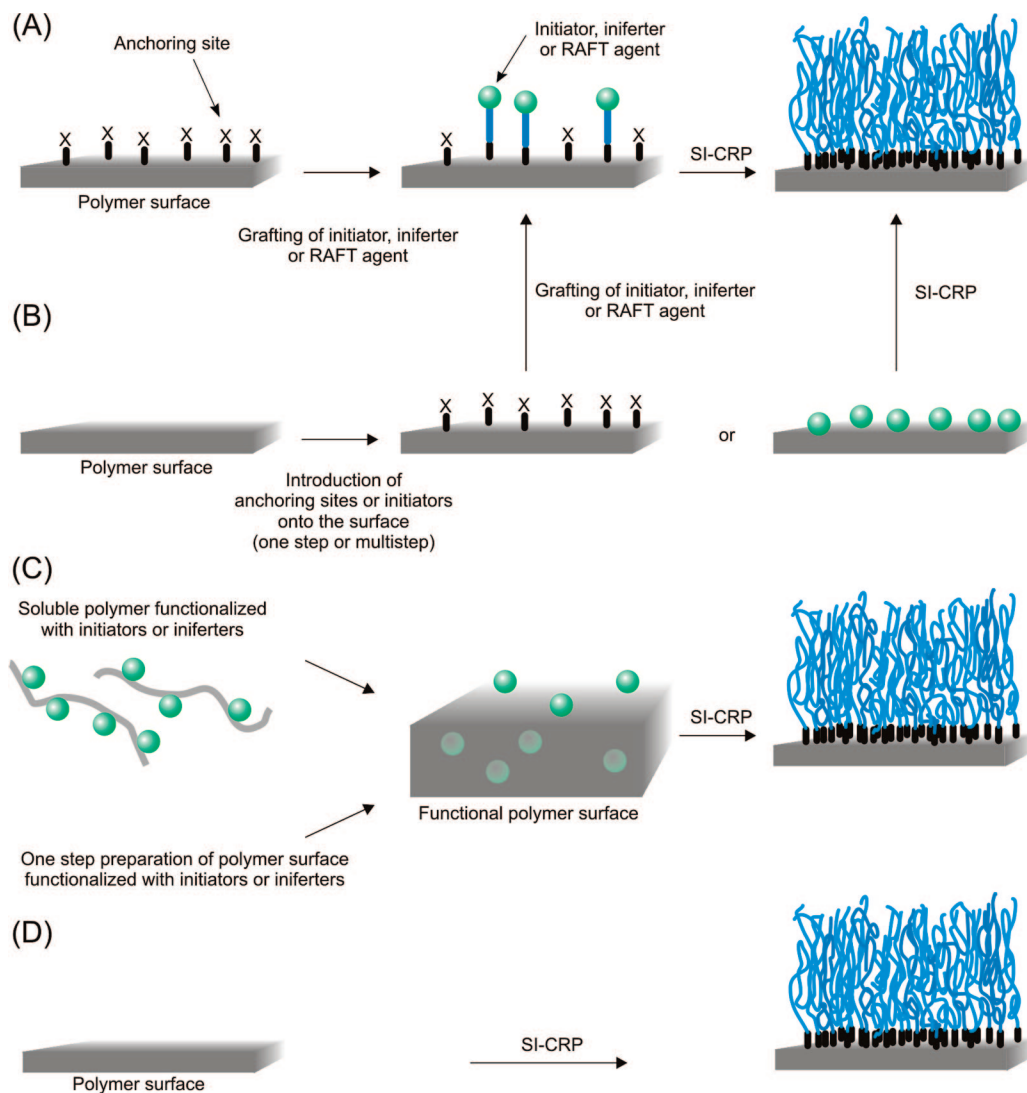 (A)
Anchoring site
Initiator, iniferter
or RAFT agent
X X X X X X
X X X
SI-CRP
Polymer surface
Grafting of initiator, iniferter
or RAFT agent
Grafting of initiator, iniferter
or RAFT agent
SI-CRP
(B)
X X X X X X
or
Polymer surface
Introduction of
anchoring sites or initiators
onto the surface
(one step or multistep)
(C)
Soluble polymer functionalized
with initiators or iniferters
SI-CRP
Functional polymer surface
One step preparation of polymer surface
functionalized with initiators or iniferters
(D)
SI-CRP
Polymer surface